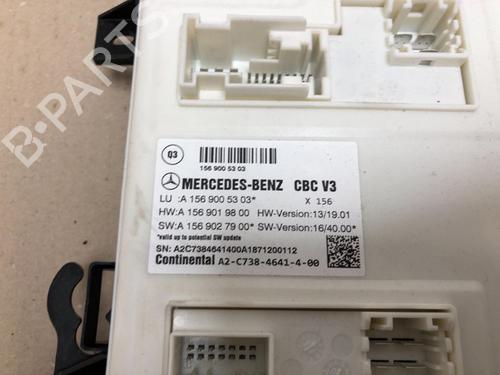 B-PARTS
Q3
156 900 53 03
MERCEDES-BENZ CBC V3
LU :A 156 900 53 03* X 156
HW:A 156 901 98 00 HW-Version:13/19.01
SW:A 156 902 79 00* SW-Version:16/40.00*
*valid up to potential SW update
SN: A2C7384641400A1871200112
Continental A2-C738-4641-4-00